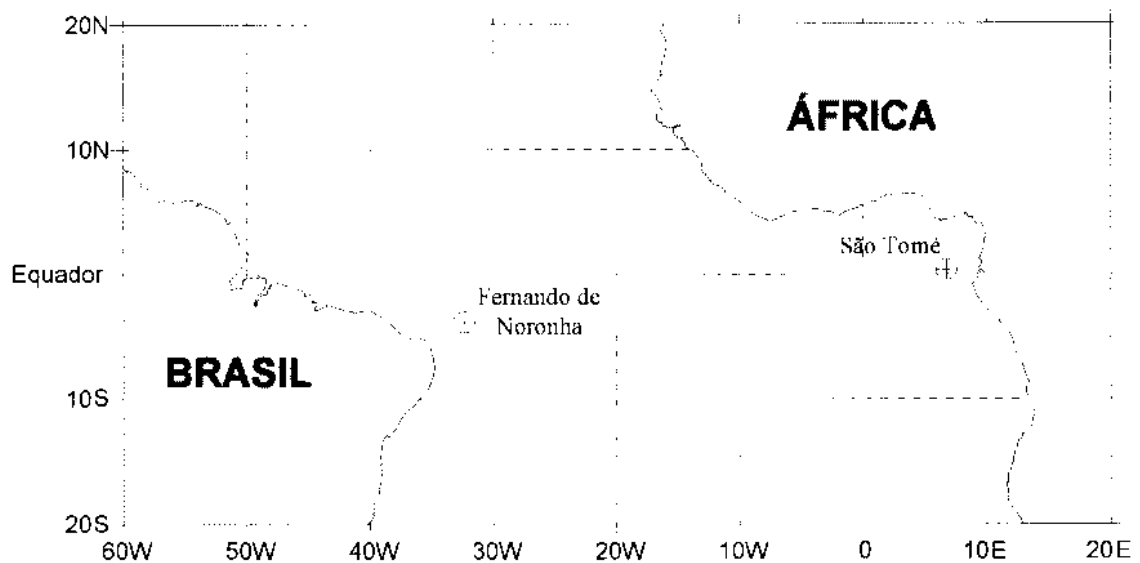 20N
ÁFRICA
10N
São Tomé
Equador
Fernando de
Noronha
BRASIL
10S
20S
60W 50W 40W 30W 20W 10W 0 10E 20E